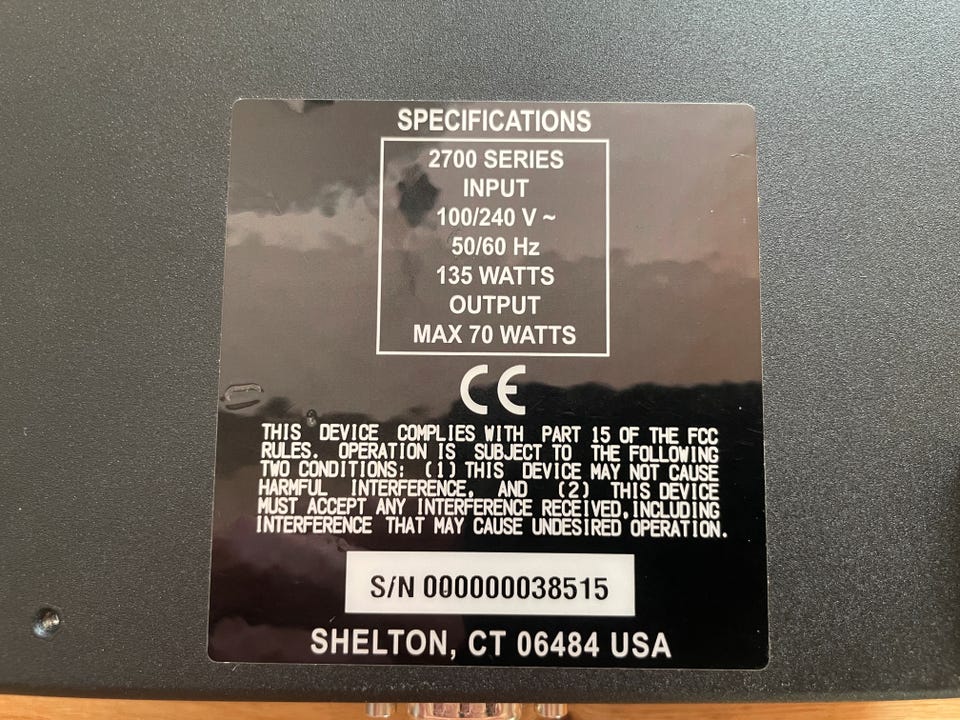 SPECIFICATIONS
2700 SERIES
INPUT
100/240 V ~
50/60 Hz
135 WATTS
OUTPUT
MAX 70 WATTS
CE
THIS DEVICE COMPLIES WITH PART 15 OF THE FCC
RULES. OPERATION IS SUBJECT TO THE FOLLOWING
TWO CONDITIONS: (1) THIS DEVICE MAY NOT CAUSE
HARMFUL INTERFERENCE, AND (2) THIS DEVICE
MUST ACCEPT ANY INTERFERENCE RECEIVED, INCLUDING
INTERFERENCE THAT MAY CAUSE UNDESIRED OPERATION.
S/N 000000038515
SHELTON, CT 06484 USA